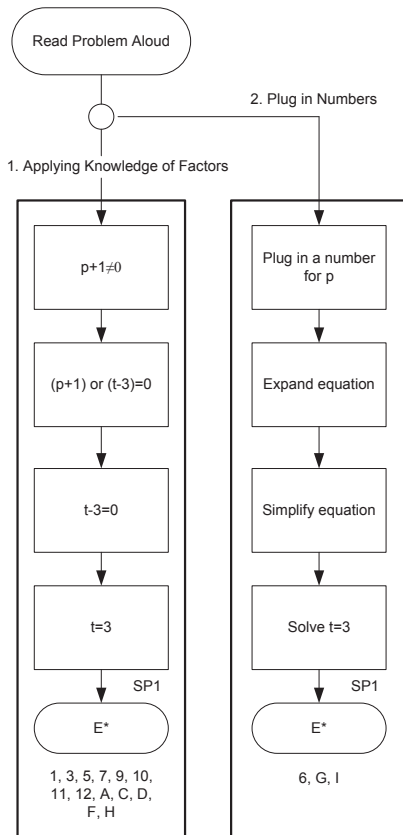 Read Problem Aloud
2. Plug in Numbers
1. Applying Knowledge of Factors
p+1≠0
(p+1) or (t-3)=0
t-3=0
t=3
SP1
E*
1, 3, 5, 7, 9, 10,
11, 12, A, C, D,
F, H
Plug in a number
for p
Expand equation
Simplify equation
Solve t=3
SP1
E*
6, G, I